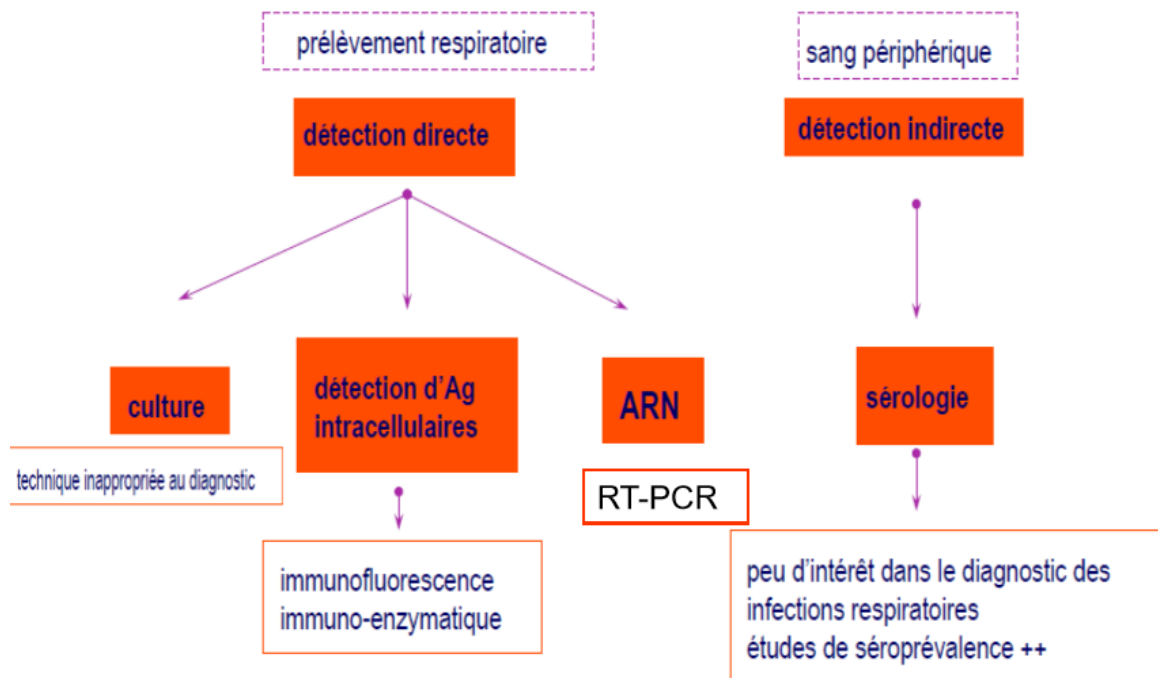 prélèvement respiratoire
sang périphérique
détection directe
détection indirecte
culture
technique inappropriée au diagnostic
détection d'Ag
intracellulaires
immunofluorescence
immuno-enzymatique
ARN
RT-PCR
sérologie
peu d'intérêt dans le diagnostic des
infections respiratoires
études de séroprévalence ++